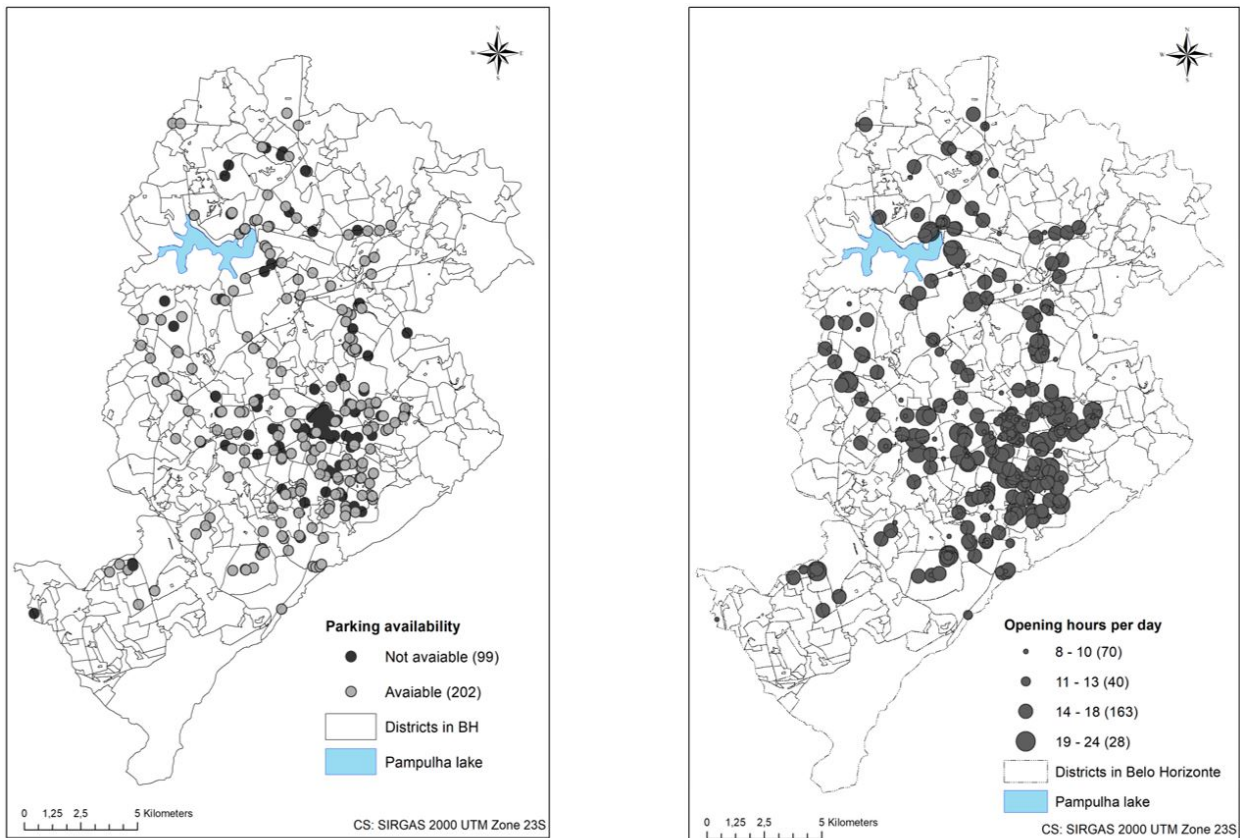 N
W E
S
Parking availability
Not avaiable (99)
Avaiable (202)
Districts in BH
Pampulha lake
0 1,25 2,5 5 Kilometers
CS: SIRGAS 2000 UTM Zone 23S
N
W E
S
Opening hours per day
8 - 10 (70)
11 - 13 (40)
14 - 18 (163)
19 - 24 (28)
Districts in Belo Horizonte
Pampulha lake
0 1,25 2,5 5 Kilometers
CS: SIRGAS 2000 UTM Zone 23S